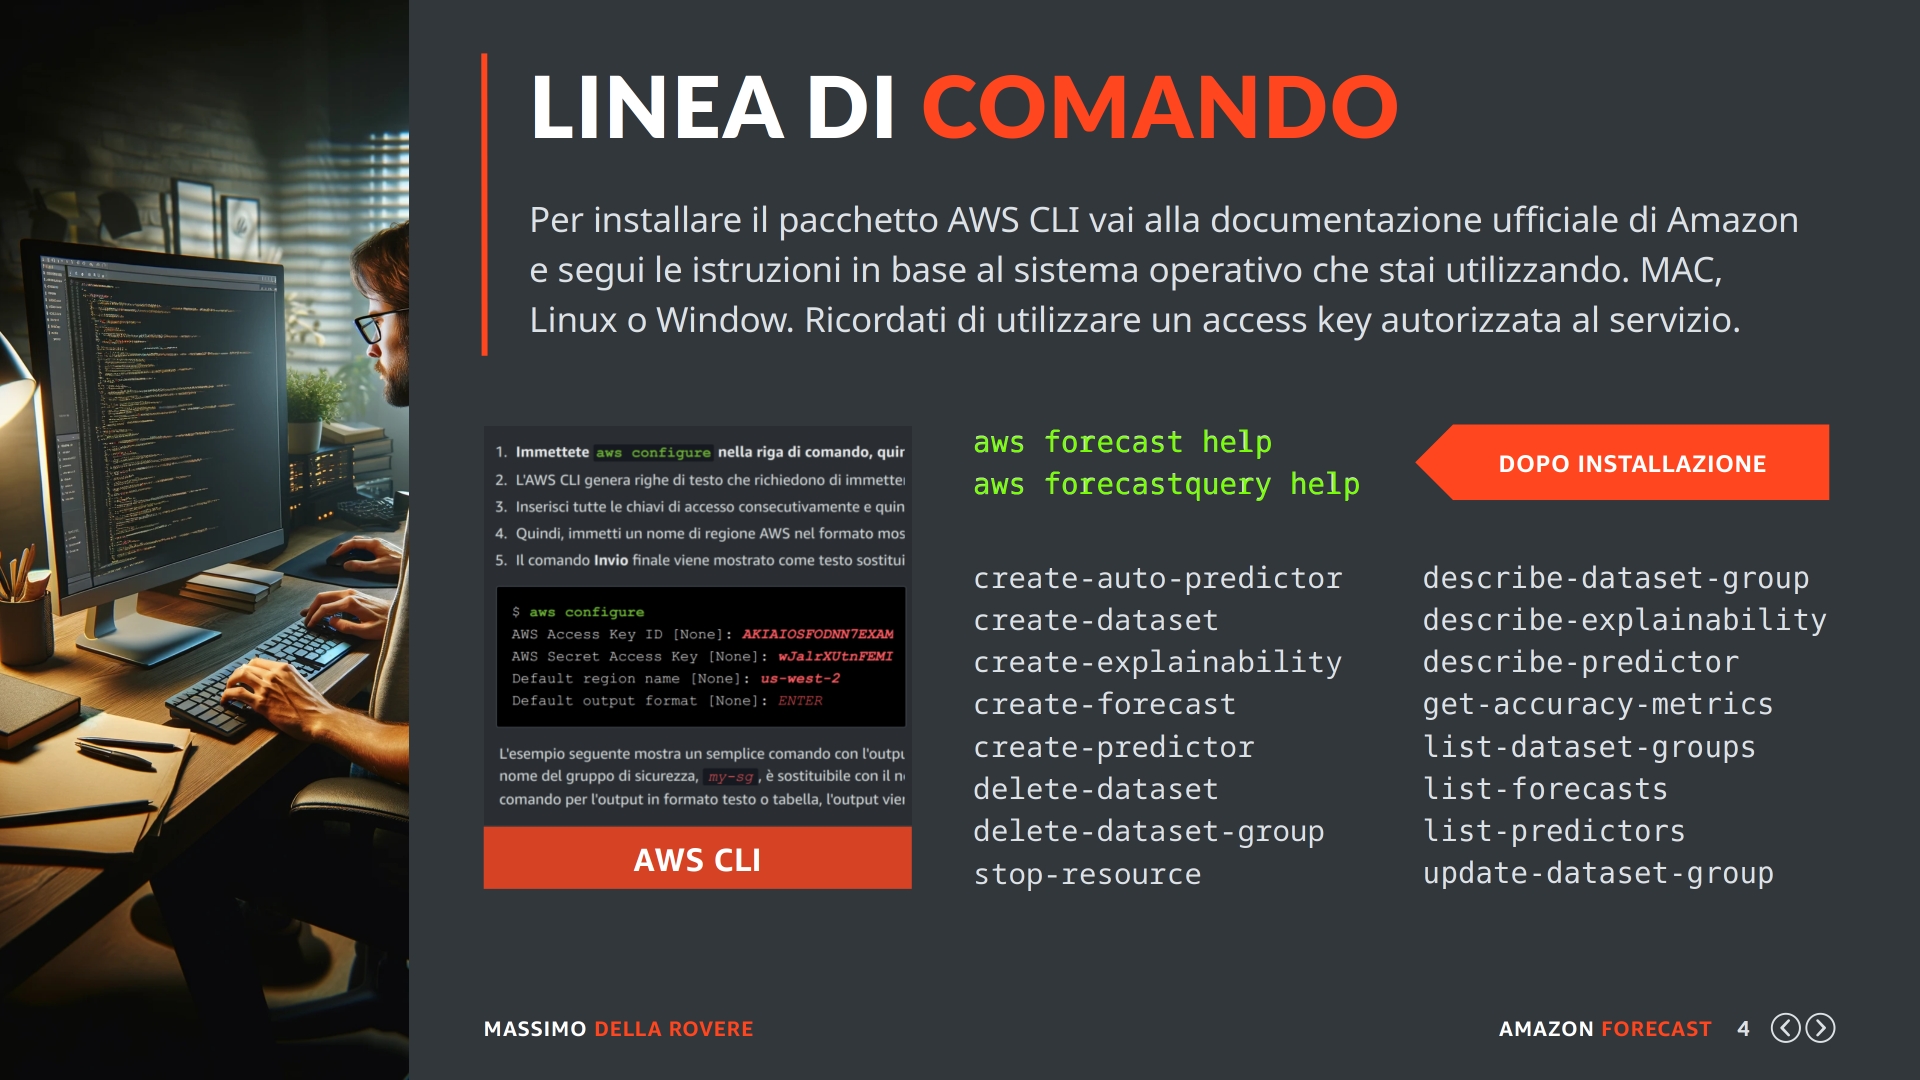 LINEA DI COMANDO
Per installare il pacchetto AWS CLI vai alla documentazione ufficiale di Amazon
e segui le istruzioni in base al sistema operativo che stai utilizzando. MAC,
Linux o Window. Ricordati di utilizzare un access key autorizzata al servizio.
1. Immettete aws configure nella riga di comando, quir
2. L'AWS CLI genera righe di testo che richiedono di immetter
3. Inserisci tutte le chiavi di accesso consecutivamente e quin
4. Quindi, immetti un nome di regione AWS nel formato mos
5. Il comando Invio finale viene mostrato come testo sostitui
$ aws configure
AWS Access Key ID [None]: AKIAIOSFODNN7EXAM
AWS Secret Access Key [None]: wJalrXUtnFEMI
Default region name [None]: us-west-2
Default output format [None]: ENTER
L'esempio seguente mostra un semplice comando con l'outpu
nome del gruppo di sicurezza, my-sg, è sostituibile con il n
comando per l'output in formato testo o tabella, l'output vier
AWS CLI
aws forecast help
aws forecastquery help
DOPO INSTALLAZIONE
create-auto-predictor
create-dataset
create-explainability
create-forecast
create-predictor
delete-dataset
delete-dataset-group
stop-resource
describe-dataset-group
describe-explainability
describe-predictor
get-accuracy-metrics
list-dataset-groups
list-forecasts
list-predictors
update-dataset-group
MASSIMO DELLA ROVERE
AMAZON FORECAST 4